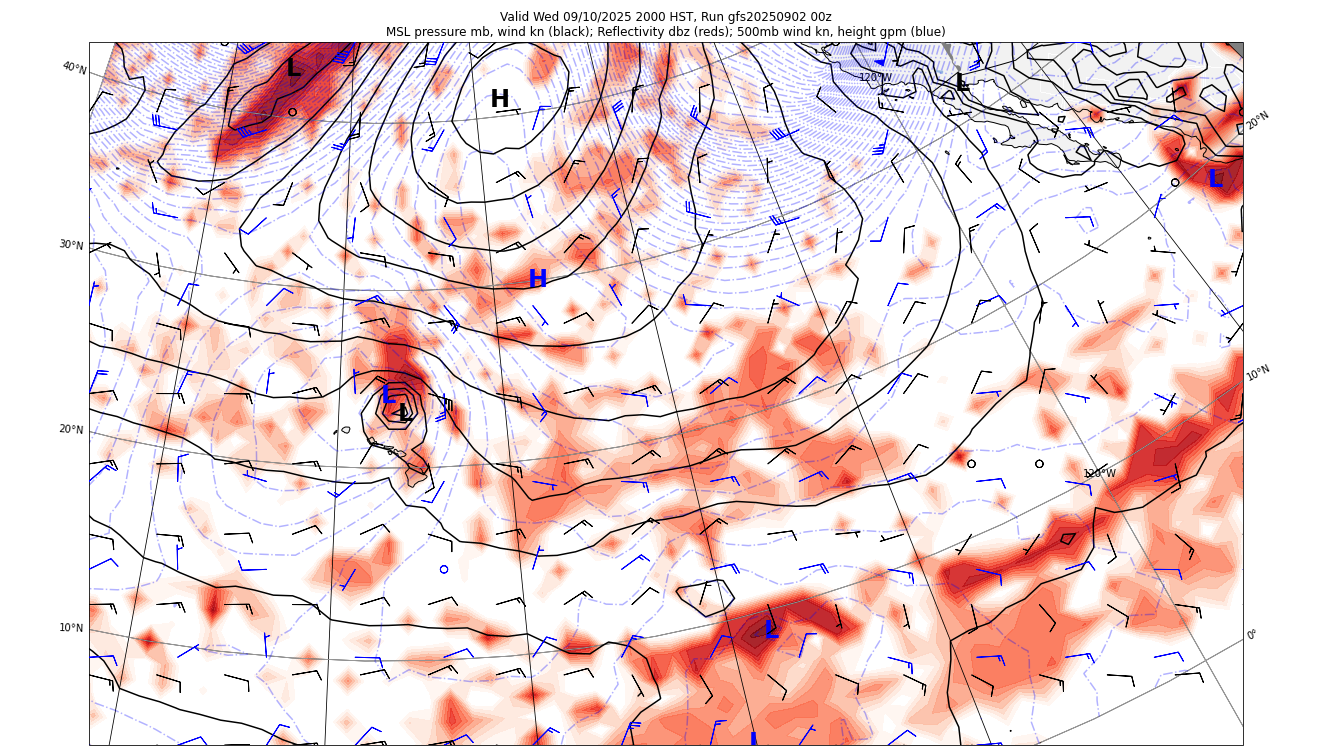 Valid Wed 09/10/2025 2000 HST, Run gfs20250902 00z
MSL pressure mb, wind kn (black); Reflectivity dbz (reds); 500mb wind kn, height gpm (blue)
40°N
L
H
120°W
L
20°N
L
30°N
H
10°N
L
L
20°N
120°W
10°N
L
0°
L